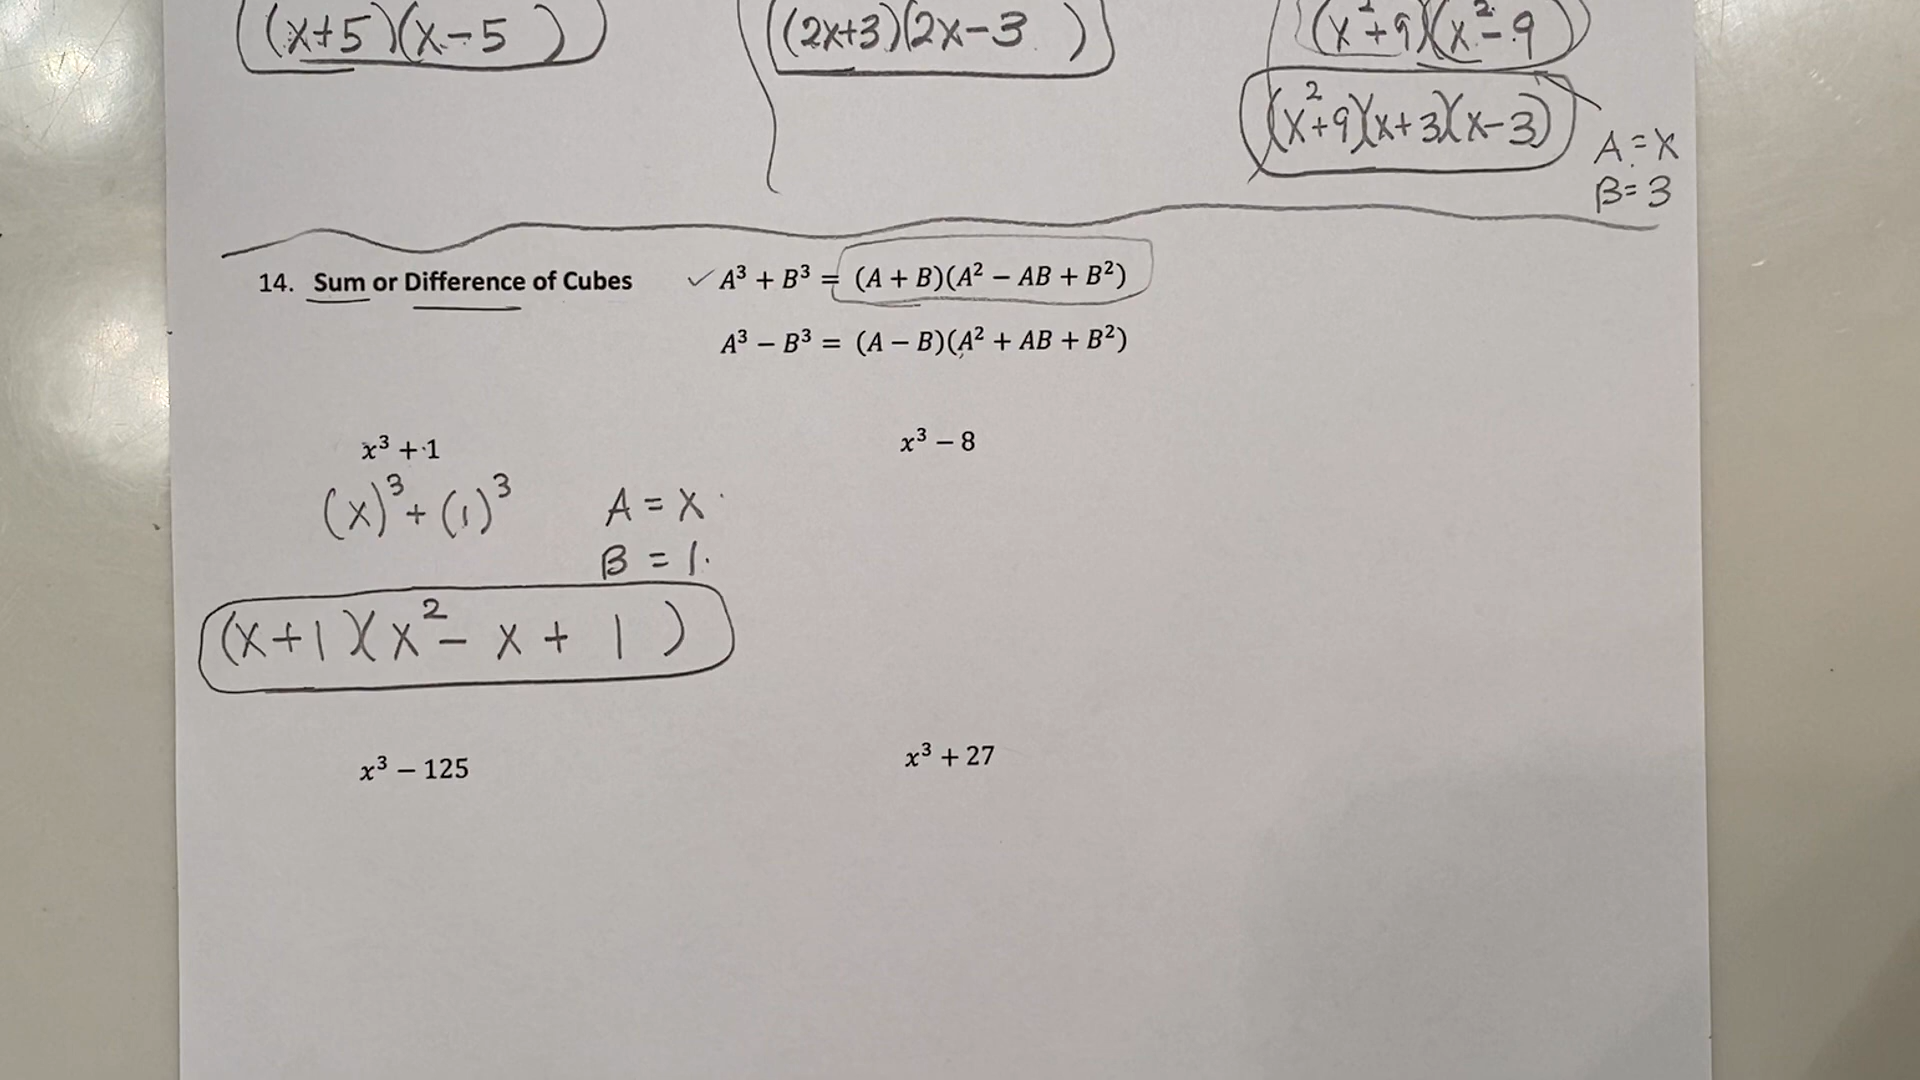 (x+5)(x-5) (2x+3)(2x-3) (x²+9)(x²-9)
(x²+9)(x+3)(x-3)
A=x
B=3
14. Sum or Difference of Cubes ✓ A³ + B³ = (A + B)(A² − AB + B²)
A³ − B³ = (A − B)(A² + AB + B²)
x³ + 1 x³ − 8
(x)³+(1)³ A = x
B = 1
(x+1)(x²- x + 1)
x³ − 125 x³ + 27